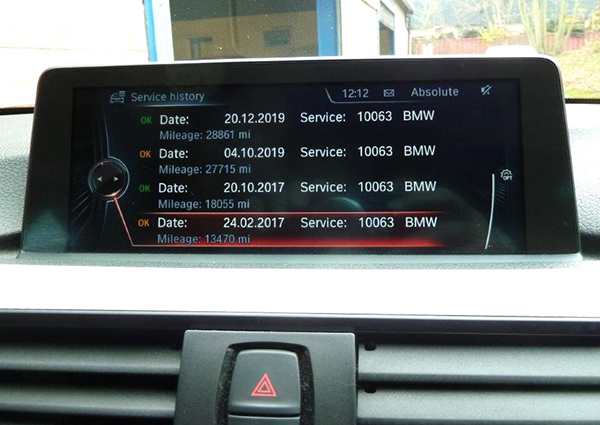 Service history 12:12 Absolute
OK Date: 20.12.2019 Service: 10063 BMW
Mileage: 28861 mi
OK Date: 04.10.2019 Service: 10063 BMW
Mileage: 27715 mi
OK Date: 20.10.2017 Service: 10063 BMW
Mileage: 18055 mi
OPT
OK Date: 24.02.2017 Service: 10063 BMW
Mileage: 13470 mi